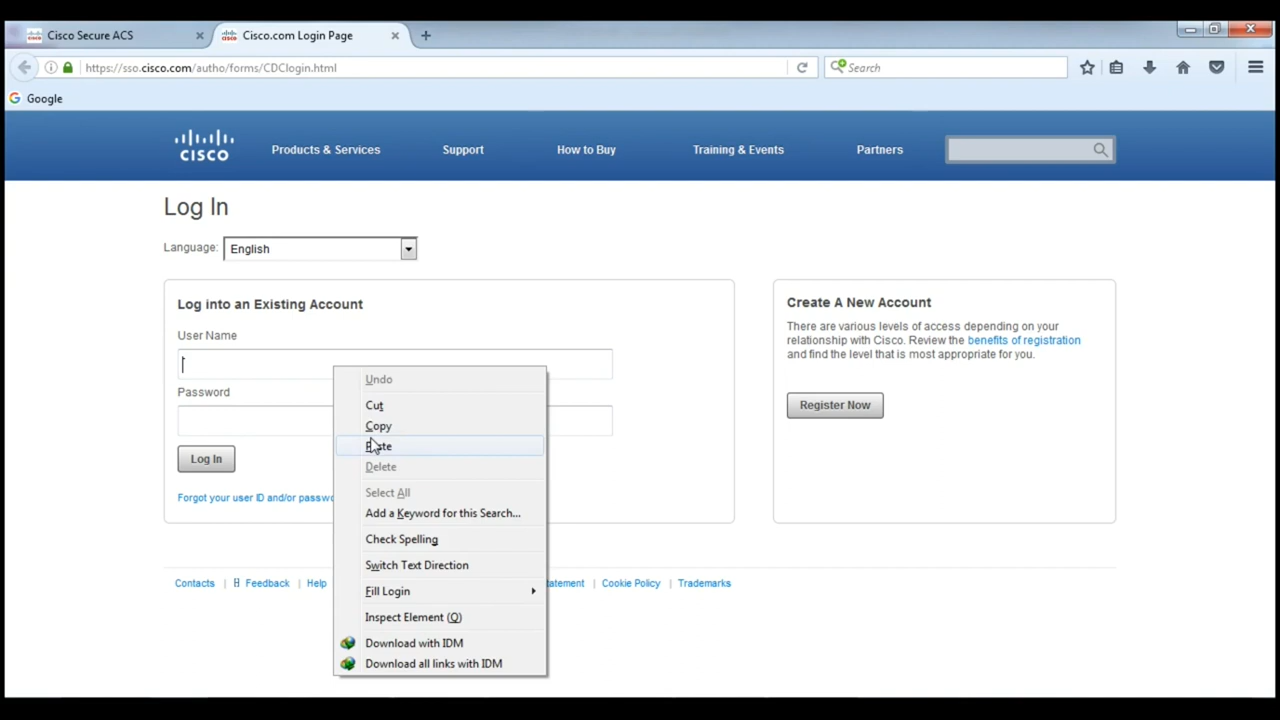 Cisco Secure ACS
Cisco.com Login Page
https://sso.cisco.com/autho/forms/CDClogin.html
Search
Google
CISCO
Products & Services
Support
How to Buy
Training & Events
Partners
Log In
Language:
English
Log into an Existing Account
User Name
Password
Log In
Forgot your user ID and/or
Create A New Account
There are various levels of access depending on your
relationship with Cisco. Review the benefits of registration
and find the level that is most appropriate for you.
Register Now
Undo
Cut
Copy
Paste
Delete
Select All
Add a Keyword for this Search...
Check Spelling
Switch Text Direction
Fill Login
Inspect Element (Q)
Download with IDM
Download all links with IDM
Contacts | Feedback | Help | | Cookie Policy | Trademarks